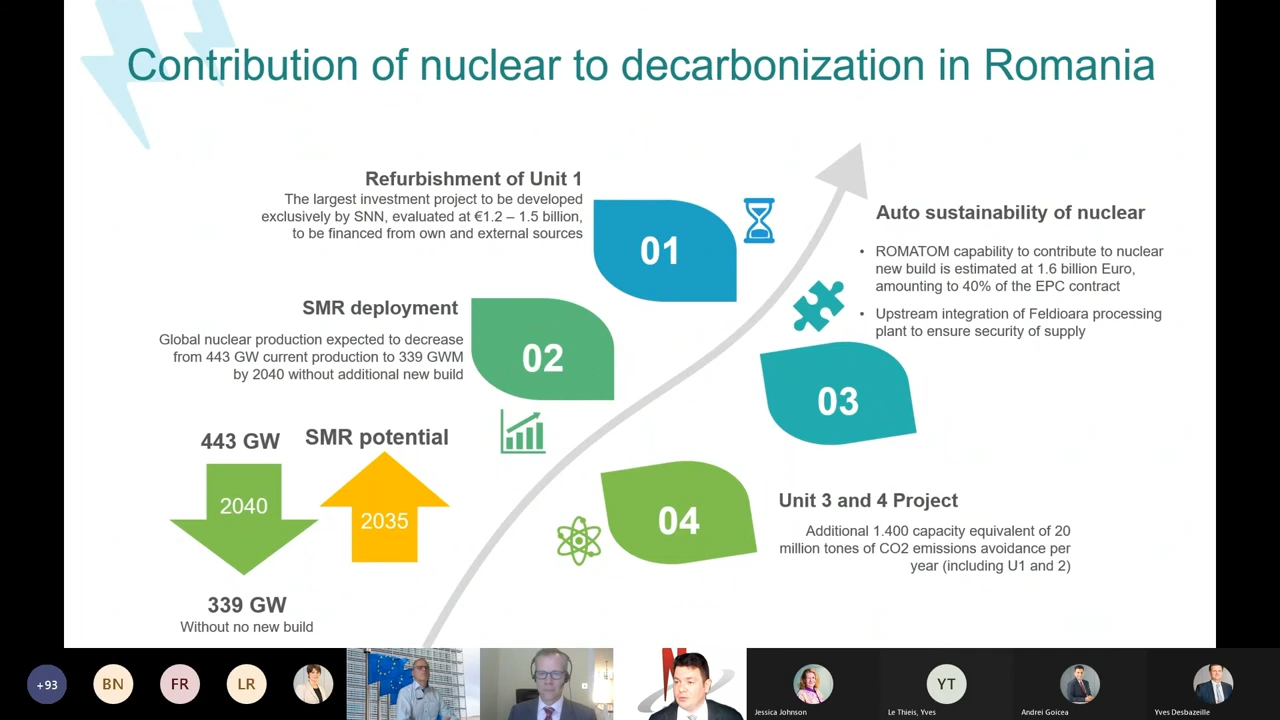 Contribution of nuclear to decarbonization in Romania
Refurbishment of Unit 1
The largest investment project to be developed
exclusively by SNN, evaluated at €1.2 – 1.5 billion,
to be financed from own and external sources
01
SMR deployment
Global nuclear production expected to decrease
from 443 GW current production to 339 GWM
by 2040 without additional new build
02
443 GW
SMR potential
2040
2035
339 GW
Without no new build
Auto sustainability of nuclear
• ROMATOM capability to contribute to nuclear
new build is estimated at 1.6 billion Euro,
amounting to 40% of the EPC contract
• Upstream integration of Feldioara processing
plant to ensure security of supply
03
04
Unit 3 and 4 Project
Additional 1.400 capacity equivalent of 20
million tones of CO2 emissions avoidance per
year (including U1 and 2)
+93
BN
FR
LR
N
YT
Jessica Johnson
Le Thieis, Yves
Andrei Goicea
Yves Desbazeille